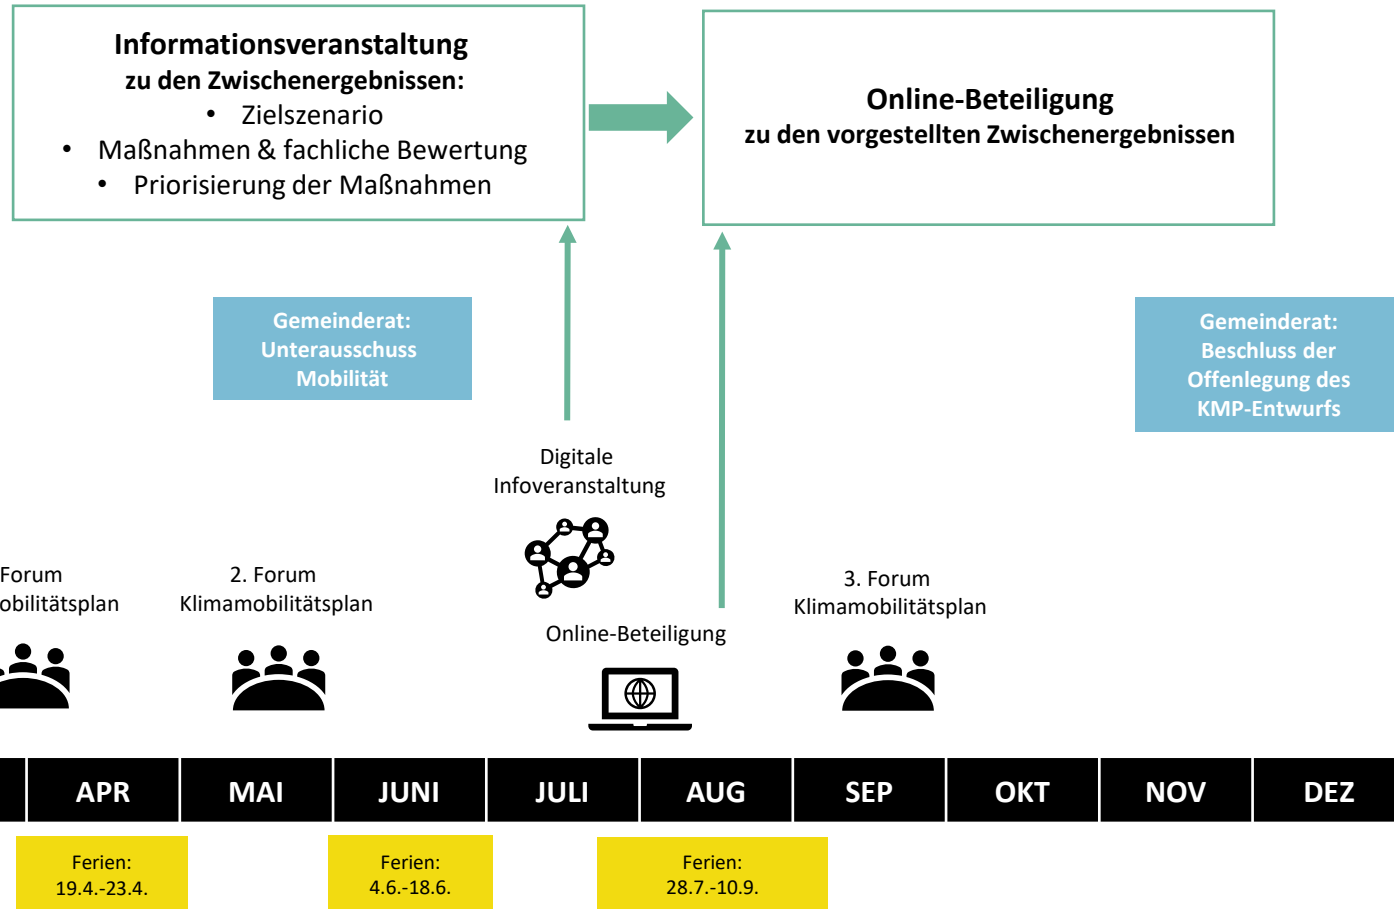 Informationsveranstaltung
zu den Zwischenergebnissen:
• Zielszenario
• Maßnahmen & fachliche Bewertung
• Priorisierung der Maßnahmen
Online-Beteiligung
zu den vorgestellten Zwischenergebnissen
Gemeinderat:
Unterausschuss
Mobilität
Gemeinderat:
Beschluss der
Offenlegung des
KMP-Entwurfs
Digitale
Infoveranstaltung
Forum
obilitätsplan
2. Forum
Klimamobilitätsplan
Online-Beteiligung
3. Forum
Klimamobilitätsplan
APR
MAI
JUNI
JULI
AUG
SEP
OKT
NOV
DEZ
Ferien:
19.4.-23.4.
Ferien:
4.6.-18.6.
Ferien:
28.7.-10.9.